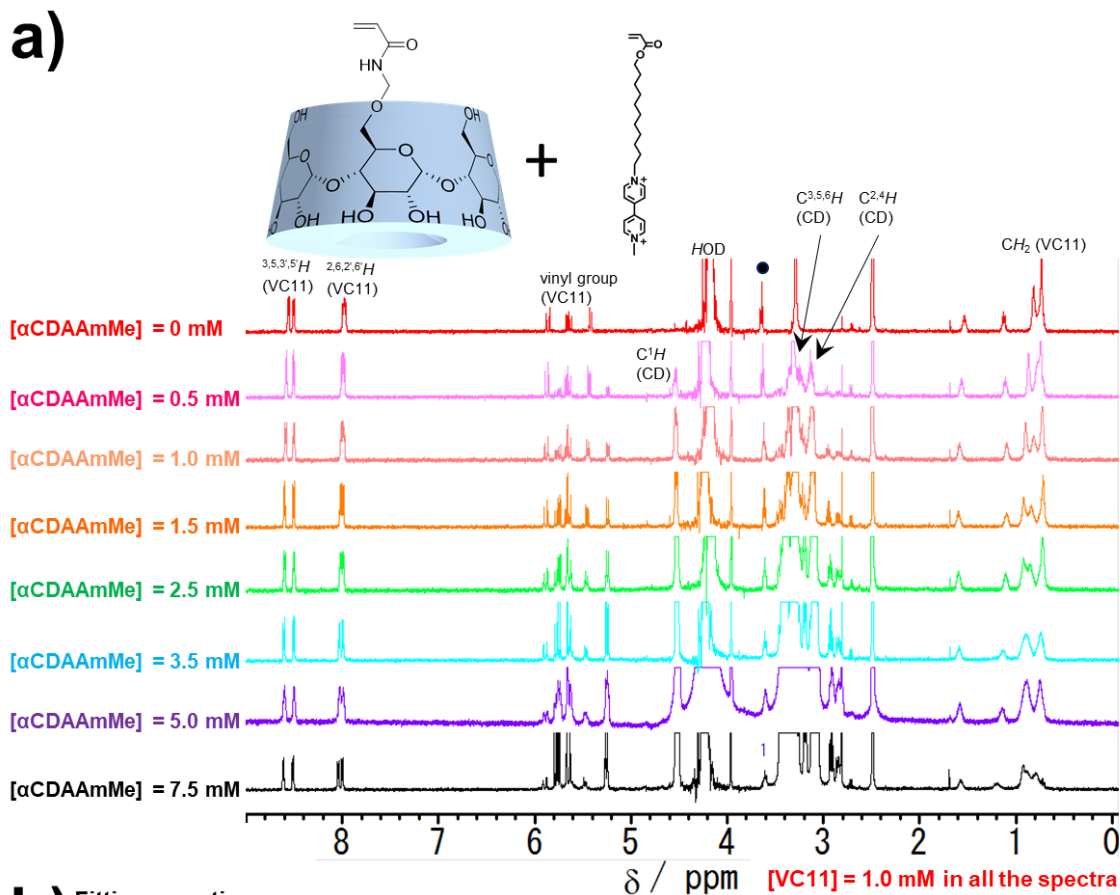 a)
O
HN
O
OH
O
O
OH
O
HO
HO
OH
O
HO
OH
+
O
O
N+
N+
C3,5,6H
(CD)
C2,4H
(CD)
3,5,3',5'H
(VC11)
2,6,2',6'H
(VC11)
vinyl group
(VC11)
HOD
CH2 (VC11)
[αCDAAmMe] = 0 mM
C1H
(CD)
[αCDAAmMe] = 0.5 mM
[αCDAAmMe] = 1.0 mM
[αCDAAmMe] = 1.5 mM
[αCDAAmMe] = 2.5 mM
[αCDAAmMe] = 3.5 mM
[αCDAAmMe] = 5.0 mM
1
[αCDAAmMe] = 7.5 mM
8 7 6 5 4 3 2 1 0
δ / ppm
[VC11] = 1.0 mM in all the spectra